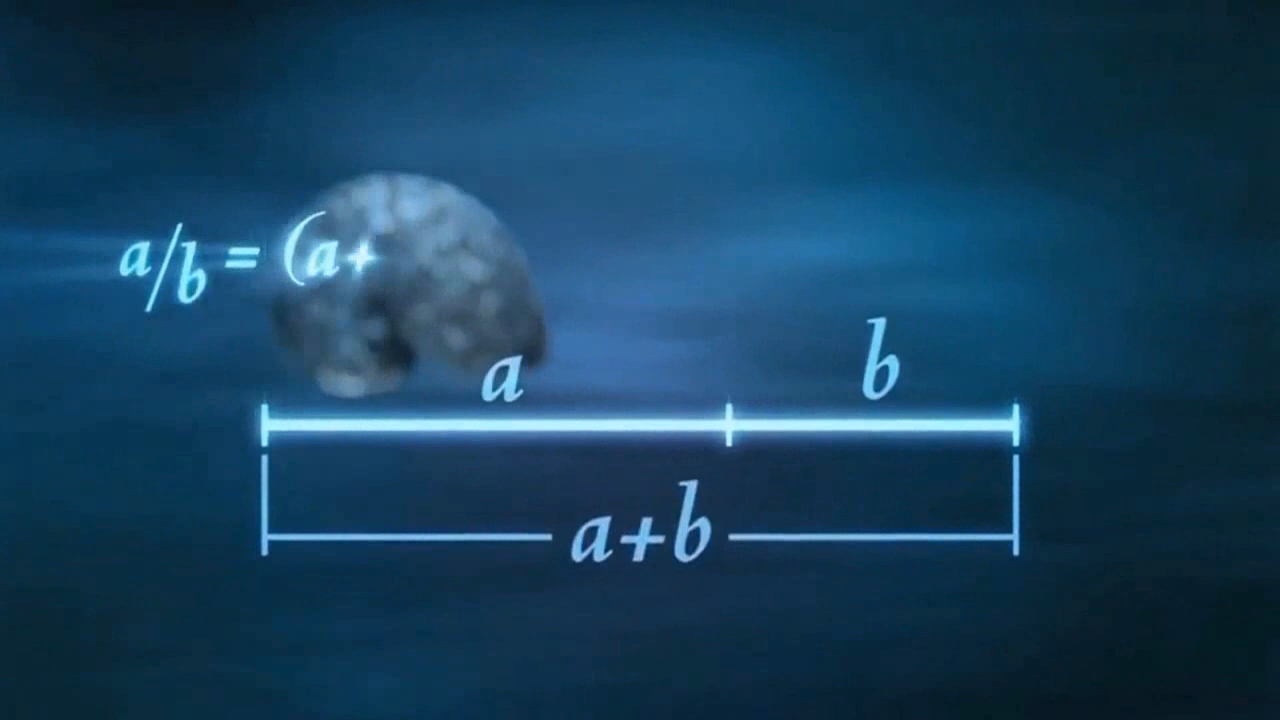 a/b = (a+
a
b
a+b